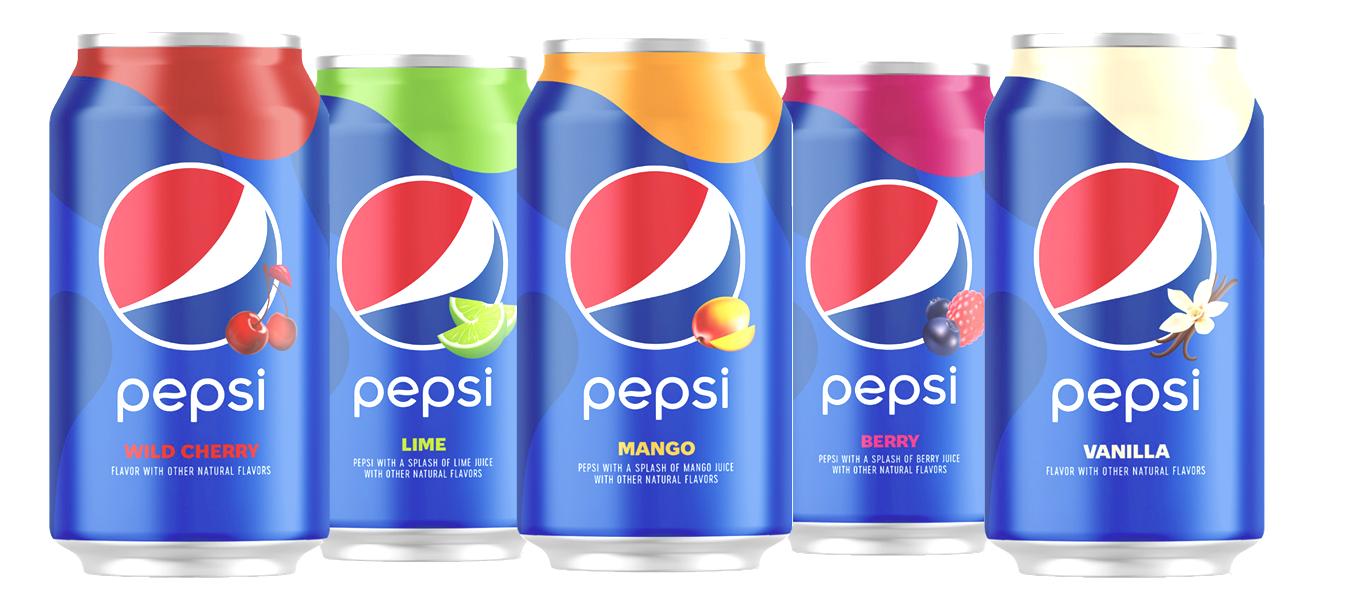 pepsi
WILD CHERRY
FLAVOR WITH OTHER NATURAL FLAVORS
pepsi
LIME
PEPSI WITH A SPLASH OF LIME JUICE
WITH OTHER NATURAL FLAVORS
pepsi
MANGO
PEPSI WITH A SPLASH OF MANGO JUICE
WITH OTHER NATURAL FLAVORS
pepsi
BERRY
PEPSI WITH A SPLASH OF BERRY JUICE
WITH OTHER NATURAL FLAVORS
pepsi
VANILLA
FLAVOR WITH OTHER NATURAL FLAVORS